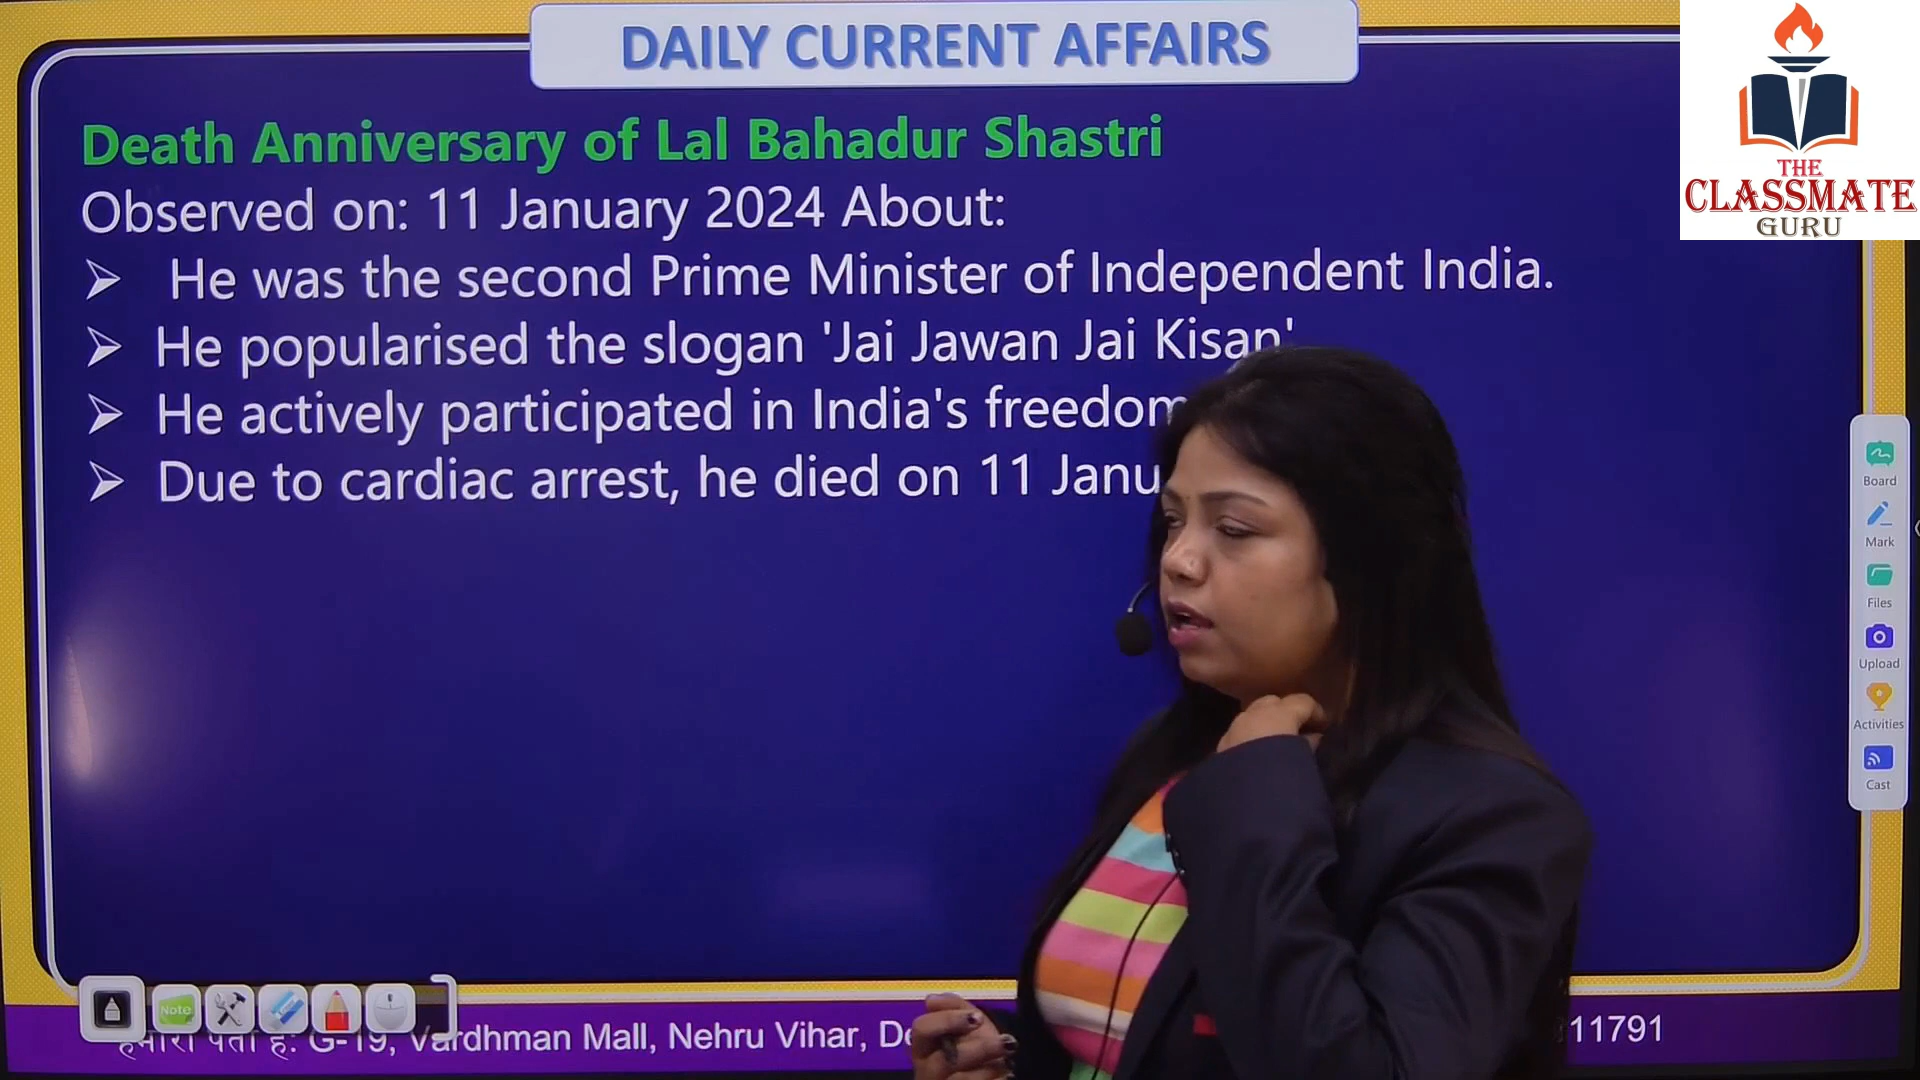 DAILY CURRENT AFFAIRS
THE
CLASSMATE
GURU
Death Anniversary of Lal Bahadur Shastri
Observed on: 11 January 2024 About:
He was the second Prime Minister of Independent India.
He popularised the slogan 'Jai Jawan Jai Kisan'
He actively participated in India's freedom
Due to cardiac arrest, he died on 11 Janu
Board
Mark
Files
Upload
Activities
Cast
Note
हमारा पता है: G-19, Vardhman Mall, Nehru Vihar, De
11791